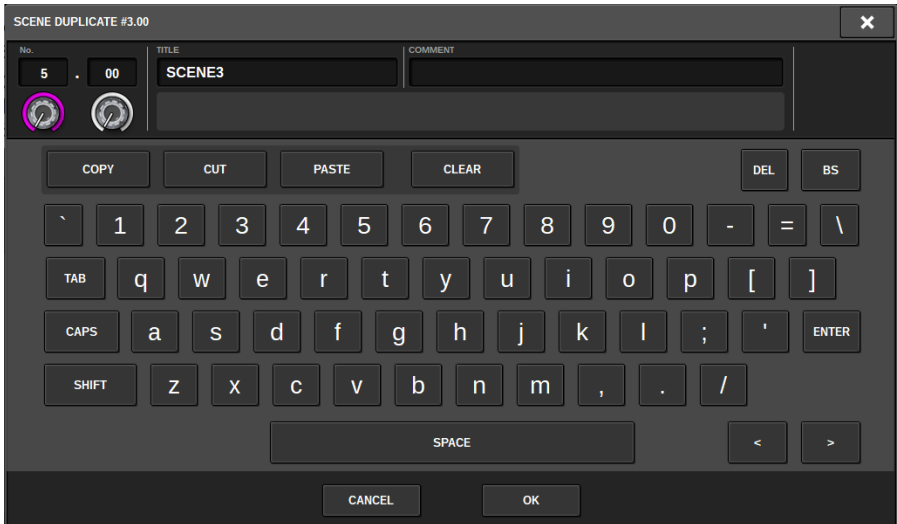 SCENE DUPLICATE #3.00 ×
No. TITLE COMMENT
5 . 00 SCENE3
COPY CUT PASTE CLEAR DEL BS
` 1 2 3 4 5 6 7 8 9 0 - = \
TAB q w e r t y u i o p [ ]
CAPS a s d f g h j k l ; ' ENTER
SHIFT z x c v b n m , . /
SPACE < >
CANCEL OK